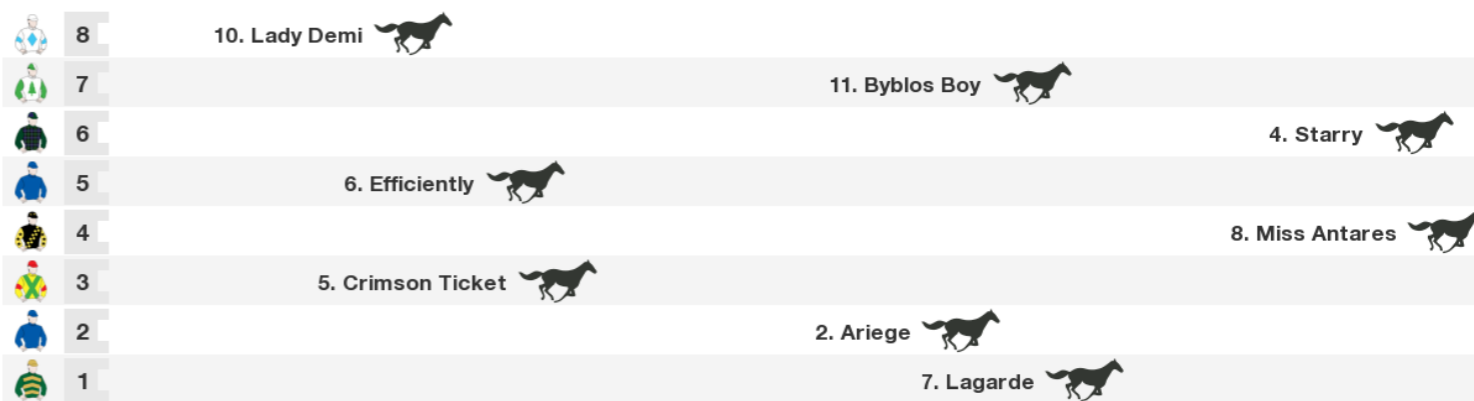 8 10. Lady Demi
7 11. Byblos Boy
6 4. Starry
5 6. Efficiently
4 8. Miss Antares
3 5. Crimson Ticket
2 2. Ariege
1 7. Lagarde